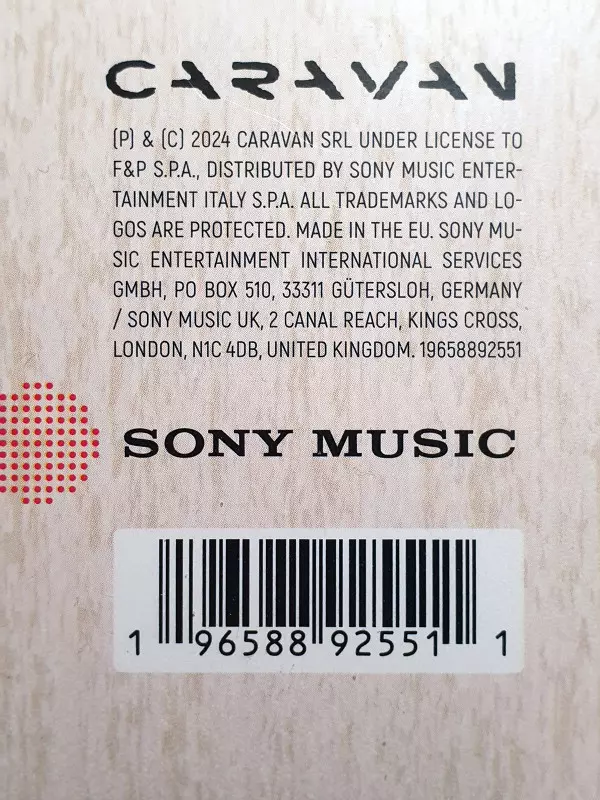 CARAVAN
(P) & (C) 2024 CARAVAN SRL UNDER LICENSE TO
F&P S.P.A., DISTRIBUTED BY SONY MUSIC ENTER-
TAINMENT ITALY S.P.A. ALL TRADEMARKS AND LO-
GOS ARE PROTECTED. MADE IN THE EU. SONY MU-
SIC ENTERTAINMENT INTERNATIONAL SERVICES
GMBH, PO BOX 510, 33311 GÜTERSLOH, GERMANY
/ SONY MUSIC UK, 2 CANAL REACH, KINGS CROSS,
LONDON, N1C 4DB, UNITED KINGDOM. 19658892551
SONY MUSIC
1 96588 92551 1